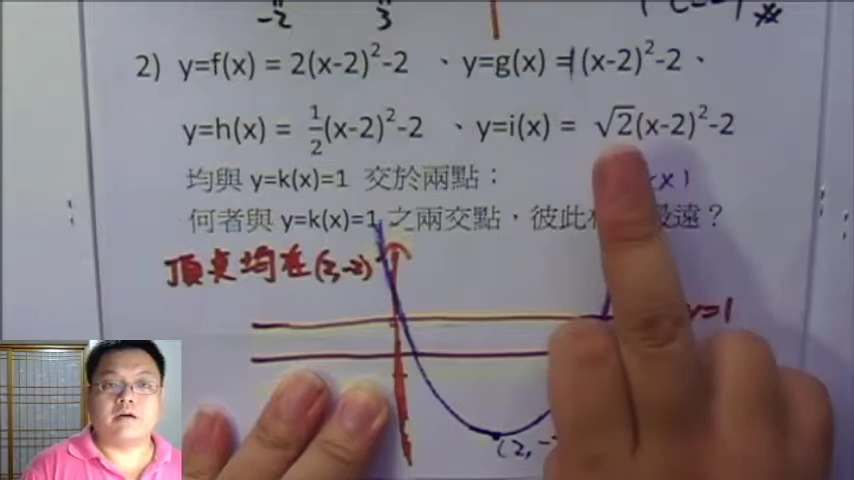 -2 3
2) y=f(x) = 2(x-2)²-2 、y=g(x) =1(x-2)²-2、
y=h(x) = 1/2(x-2)²-2 、y=i(x) = √2(x-2)²-2
均與 y=k(x)=1 交於兩點：
何者與 y=k(x)=1 之兩交點，彼此 遠？
頂点均在(2,-2)
y=1
(2,-